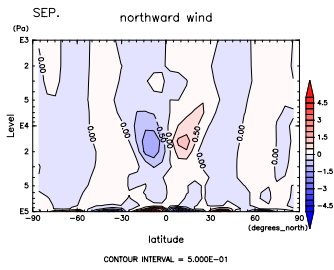 SEP.
northward wind
(Pa)
E3
2
5
E4
2
5
E5
Level
0.00
0.00
0.00
0.50
0.00
0.50
0.00
0.00
4.5
3
1.5
0
−1.5
−3
−4.5
−90 −60 −30 0 30 60 90
(degrees_north)
latitude
CONTOUR INTERVAL = 5.000E−01